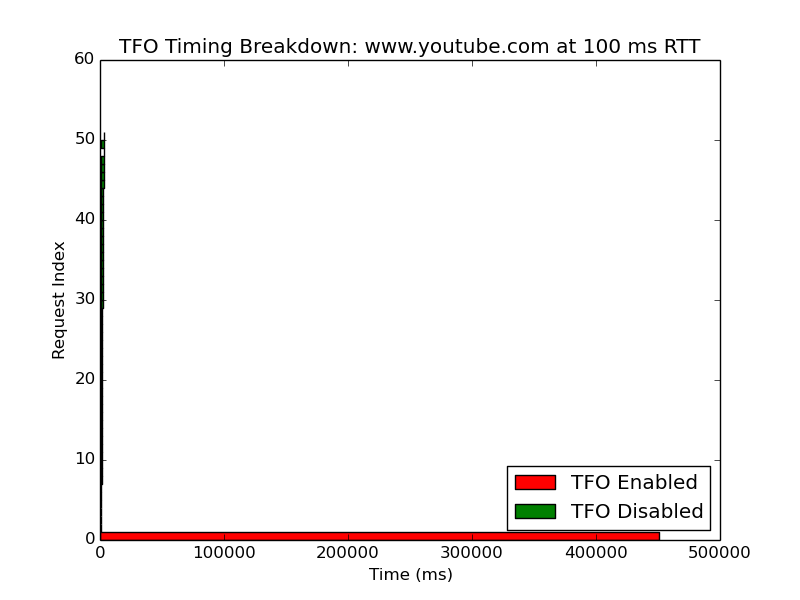 TFO Timing Breakdown: www.youtube.com at 100 ms RTT
60
50
40
30
20
10
0
Request Index
TFO Enabled
TFO Disabled
0 100000 200000 300000 400000 500000
Time (ms)